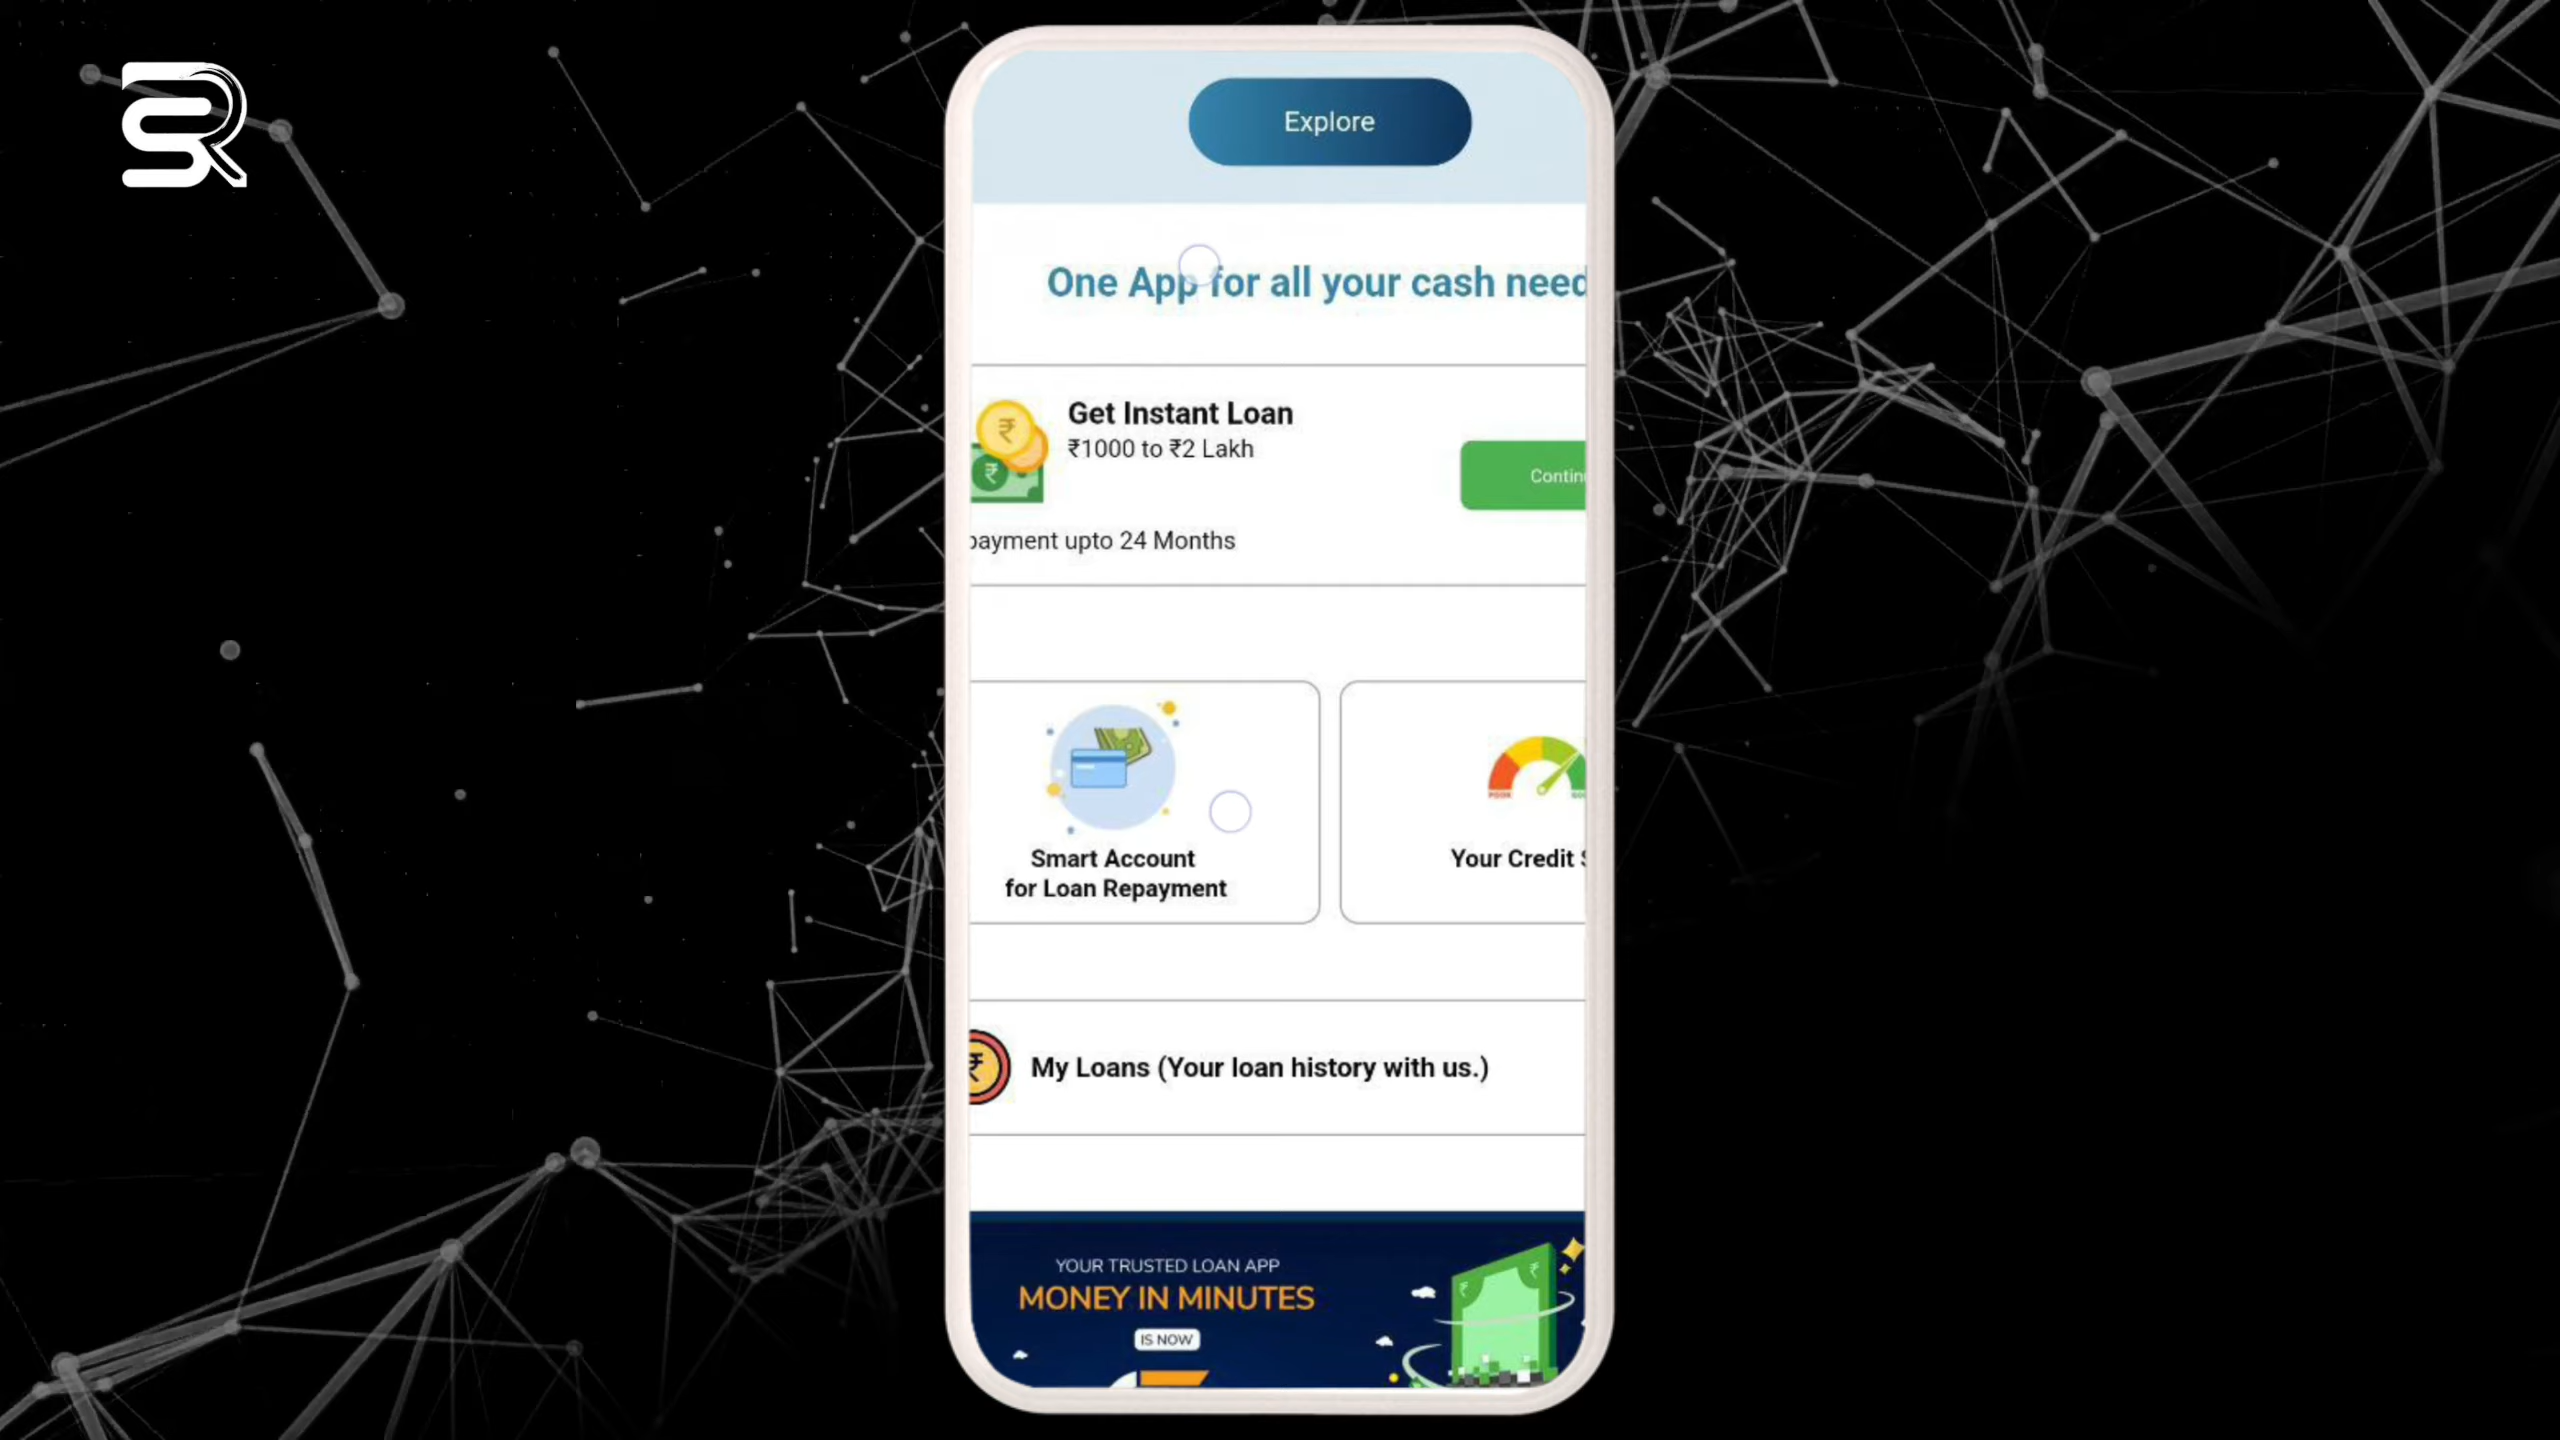 Explore
One App for all your cash need
Get Instant Loan
₹1000 to ₹2 Lakh
Contin
payment upto 24 Months
POOR
Smart Account
for Loan Repayment
Your Credit
My Loans (Your loan history with us.)
YOUR TRUSTED LOAN APP
MONEY IN MINUTES
IS NOW